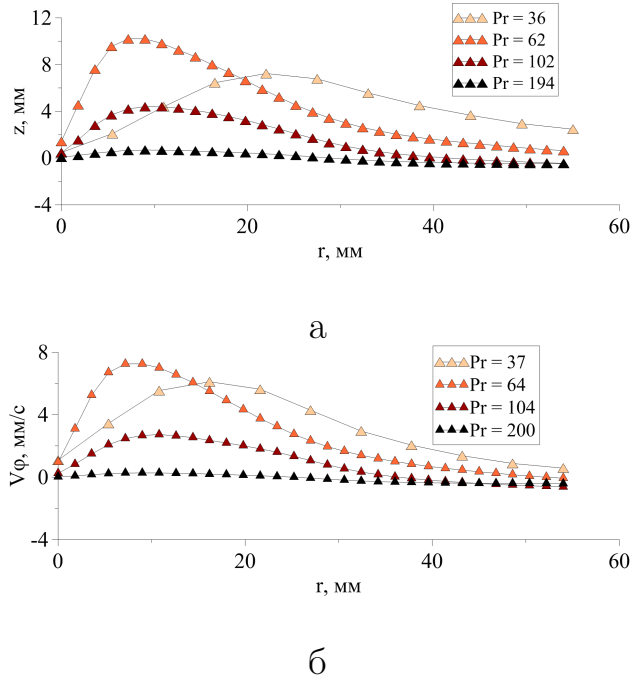 12
8
4
0
-4
z, мм
Pr = 36
Pr = 62
Pr = 102
Pr = 194
0
20
40
60
r, мм
а
8
4
0
-4
Vφ, мм/с
Pr = 37
Pr = 64
Pr = 104
Pr = 200
0
20
40
60
r, мм
б